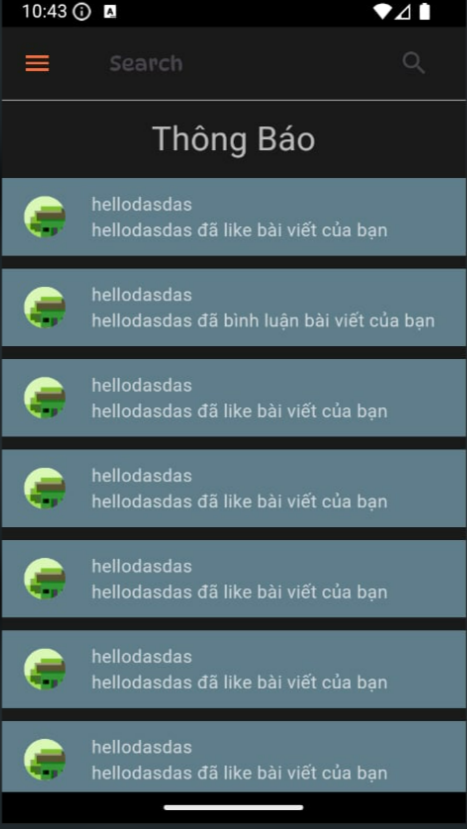 10:43
Search
Thông Báo
hellodasdas
hellodasdas đã like bài viết của bạn
hellodasdas
hellodasdas đã bình luận bài viết của bạn
hellodasdas
hellodasdas đã like bài viết của bạn
hellodasdas
hellodasdas đã like bài viết của bạn
hellodasdas
hellodasdas đã like bài viết của bạn
hellodasdas
hellodasdas đã like bài viết của bạn
hellodasdas
hellodasdas đã like bài viết của bạn